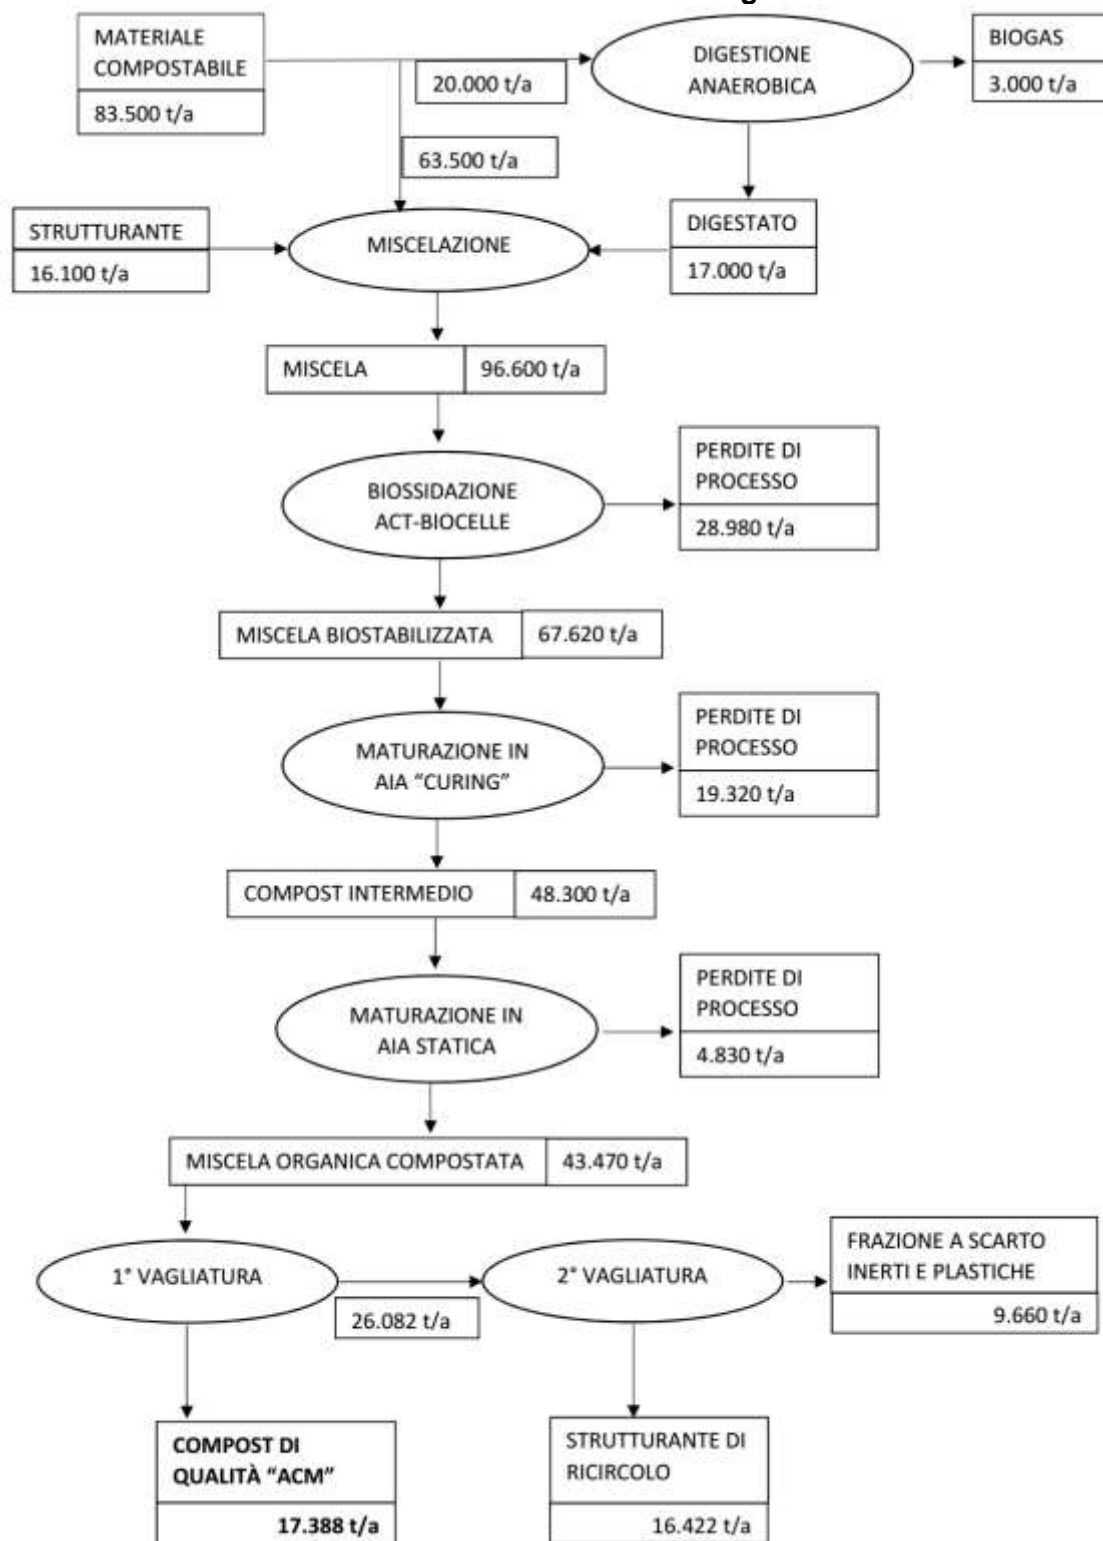 MATERIALE
COMPOSTABILE
83.500 t/a
20.000 t/a
DIGESTIONE
ANAEROBICA
BIOGAS
3.000 t/a
63.500 t/a
STRUTTURANTE
16.100 t/a
MISCELAZIONE
DIGESTATO
17.000 t/a
MISCELA
96.600 t/a
BIOSSIDAZIONE
ACT-BIOCELLE
PERDITE DI
PROCESSO
28.980 t/a
MISCELA BIOSTABILIZZATA
67.620 t/a
MATURAZIONE IN
AIA “CURING”
PERDITE DI
PROCESSO
19.320 t/a
COMPOST INTERMEDIO
48.300 t/a
MATURAZIONE IN
AIA STATICA
PERDITE DI
PROCESSO
4.830 t/a
MISCELA ORGANICA COMPOSTATA
43.470 t/a
1° VAGLIATURA
26.082 t/a
2° VAGLIATURA
FRAZIONE A SCARTO
INERTI E PLASTICHE
9.660 t/a
COMPOST DI
QUALITÀ “ACM”
17.388 t/a
STRUTTURANTE DI
RICIRCOLO
16.422 t/a